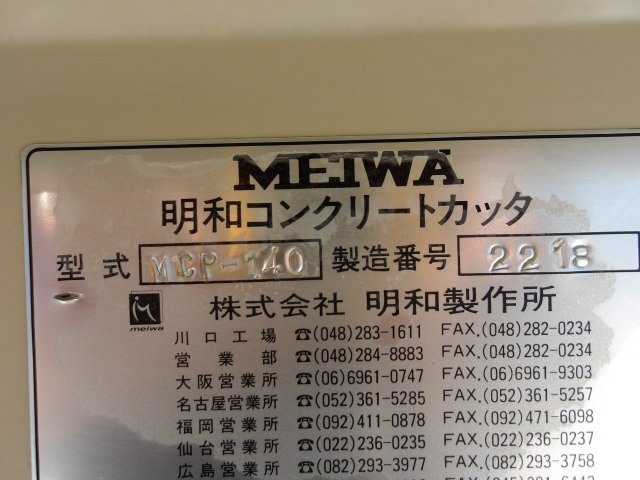 MEIWA
明和コンクリートカッタ
型式 MCP-140 製造番号 2218
meiwa 株式会社 明和製作所
川口工場 ☎(048)283-1611 FAX.(048)282-0234
営業部 ☎(048)284-8883 FAX.(048)282-0234
大阪営業所 ☎(06)6961-0747 FAX.(06)6961-9303
名古屋営業所 ☎(052)361-5285 FAX.(052)361-5257
福岡営業所 ☎(092)411-0878 FAX.(092)471-6098
仙台営業所 ☎(022)236-0235 FAX.(022)236-0237
広島営業所 ☎(082)293-3977 FAX.(082)293-3758